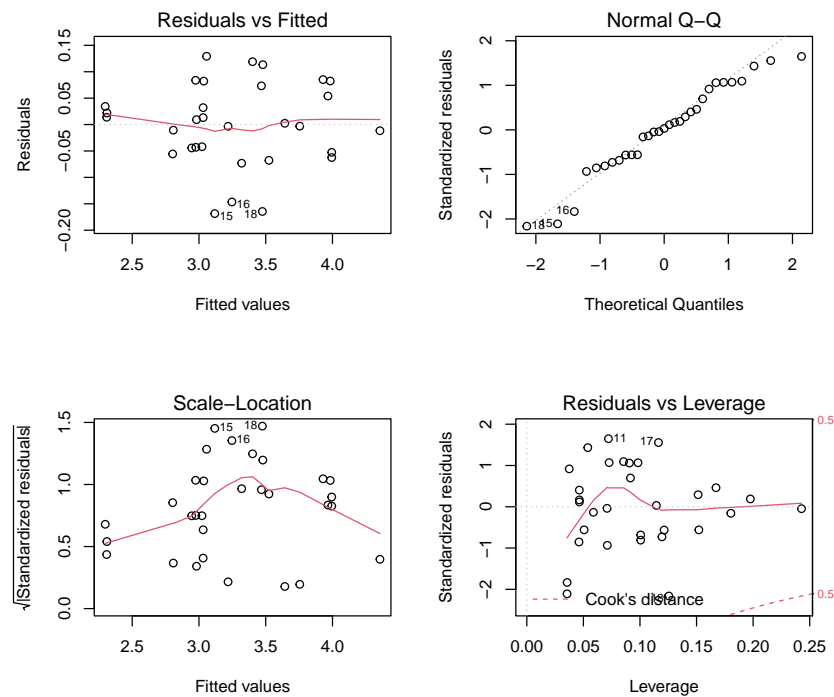 Residuals vs Fitted
Residuals
0.15
0.05
−0.05
−0.20
15
16
18
2.5 3.0 3.5 4.0
Fitted values
Normal Q−Q
Standardized residuals
2
1
0
−1
−2
18
15
16
−2 −1 0 1 2
Theoretical Quantiles
Scale−Location
√|Standardized residuals|
1.5
1.0
0.5
0.0
15
18
16
2.5 3.0 3.5 4.0
Fitted values
Residuals vs Leverage
Standardized residuals
2
1
0
−1
−2
11
17
18
Cook's distance
0.5
0.5
0.00 0.05 0.10 0.15 0.20 0.25
Leverage